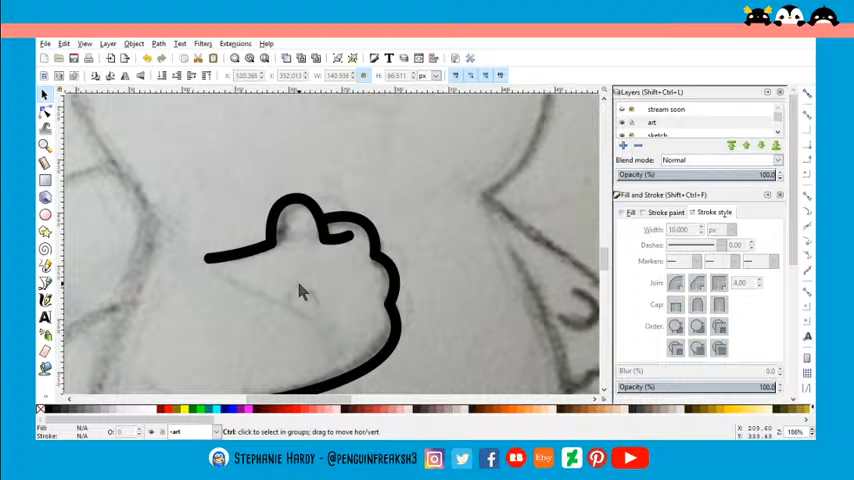 File Edit View Layer Object Path Text Filters Extensions Help
X: 120.365 Y: 352.013 W: 140.936 H: 86.511 px
Layers (Shift+Ctrl+L)
stream soon
art
sketch
Blend mode: Normal
Opacity (%) 100.0
Fill and Stroke (Shift+Ctrl+F)
Fill Stroke paint Stroke style
Width: 10.000 px
Dashes: 0.00
Markers:
Join: 4.00
Cap:
Order:
Blur (%) 0.0
Opacity (%) 100.0
Fill: N/A
Stroke: N/A
O: 0
art
Ctrl: click to select in groups; drag to move hor/vert
X: 209.60
Y: 333.43
Z: 186%
Stephanie Hardy - @penguinfreaksh3
Etsy